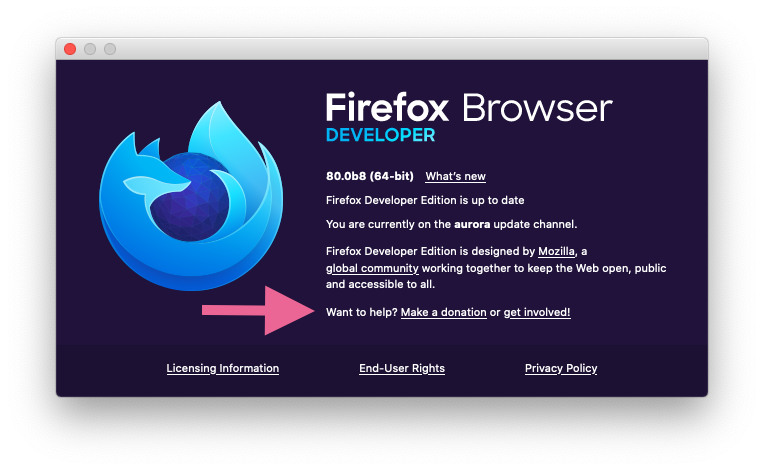 Firefox Browser
DEVELOPER
80.0b8 (64-bit) What's new
Firefox Developer Edition is up to date
You are currently on the aurora update channel.
Firefox Developer Edition is designed by Mozilla, a
global community working together to keep the Web open, public
and accessible to all.
Want to help? Make a donation or get involved!
Licensing Information End-User Rights Privacy Policy